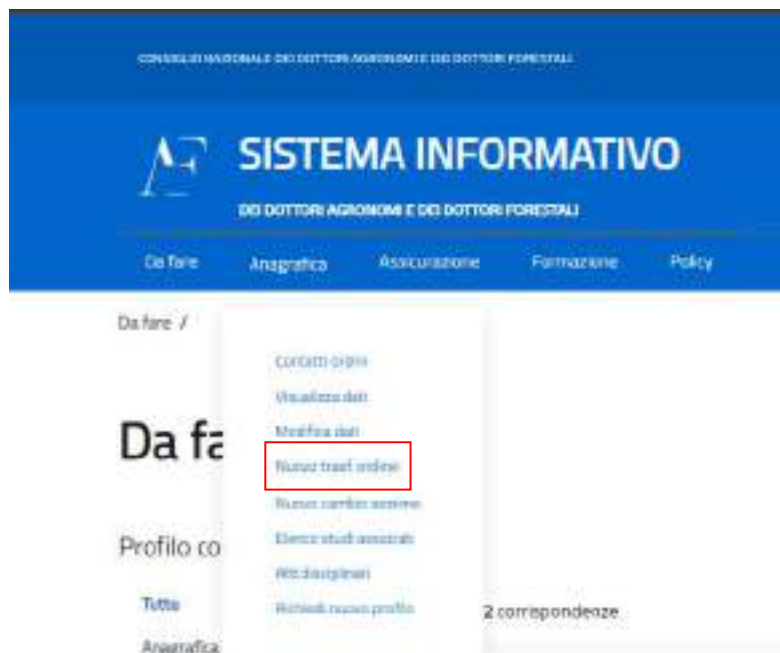 CONSIGLIO NAZIONALE DEI DOTTORI AGRONOMI E DEI DOTTORI FORESTALI
AF SISTEMA INFORMATIVO
DEI DOTTORI AGRONOMI E DEI DOTTORI FORESTALI
Da fare Anagrafica Assicurazione Formazione Policy
Da fare /
Contatti ordini
Visualizza dati
Modifica dati
Da fa
Nuovo trasf ordine
Nuovo cambio sezione
Profilo co
Elenco studi associati
Atti disciplinari
Tutte
Richiedi nuovo profilo
2 corrispondenze
Anagrafica